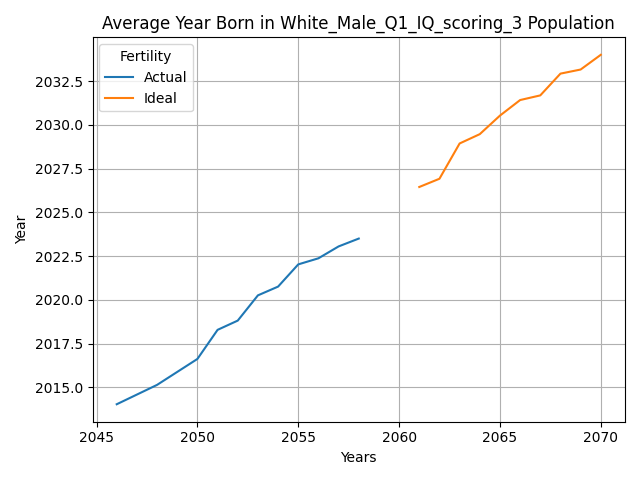 Average Year Born in White_Male_Q1_IQ_scoring_3 Population
Fertility
Actual
Ideal
2032.5
2030.0
2027.5
2025.0
2022.5
2020.0
2017.5
2015.0
Year
2045 2050 2055 2060 2065 2070
Years